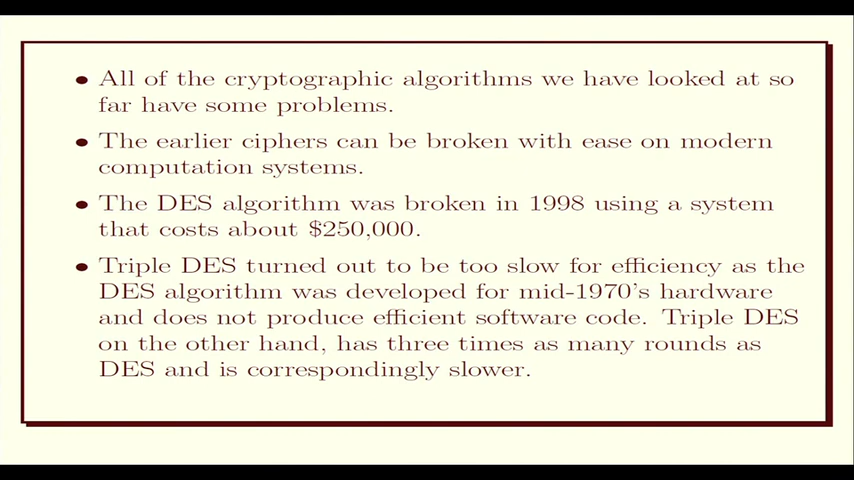 • All of the cryptographic algorithms we have looked at so
far have some problems.
• The earlier ciphers can be broken with ease on modern
computation systems.
• The DES algorithm was broken in 1998 using a system
that costs about $250,000.
• Triple DES turned out to be too slow for efficiency as the
DES algorithm was developed for mid-1970's hardware
and does not produce efficient software code. Triple DES
on the other hand, has three times as many rounds as
DES and is correspondingly slower.